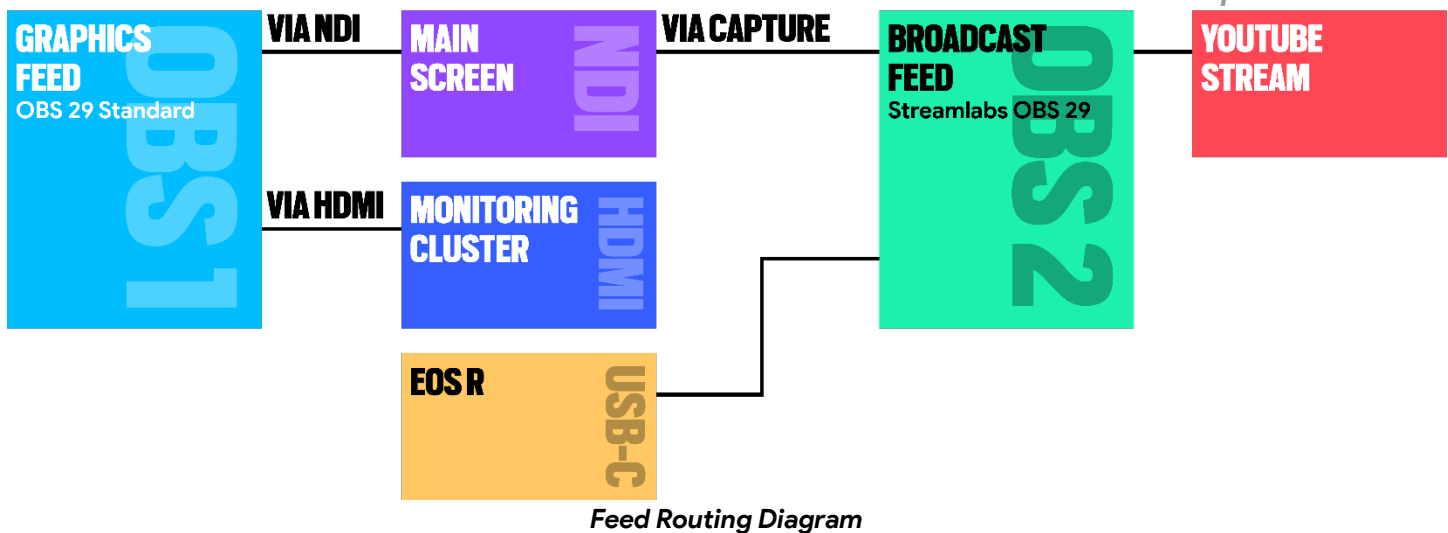 GRAPHICS
FEED
OBS 29 Standard
OBS 1
VIA NDI
MAIN
SCREEN
NDI
VIA CAPTURE
BROADCAST
FEED
Streamlabs OBS 29
OBS 2
YOUTUBE
STREAM
VIA HDMI
MONITORING
CLUSTER
HDMI
EOS R
USB-C
Feed Routing Diagram